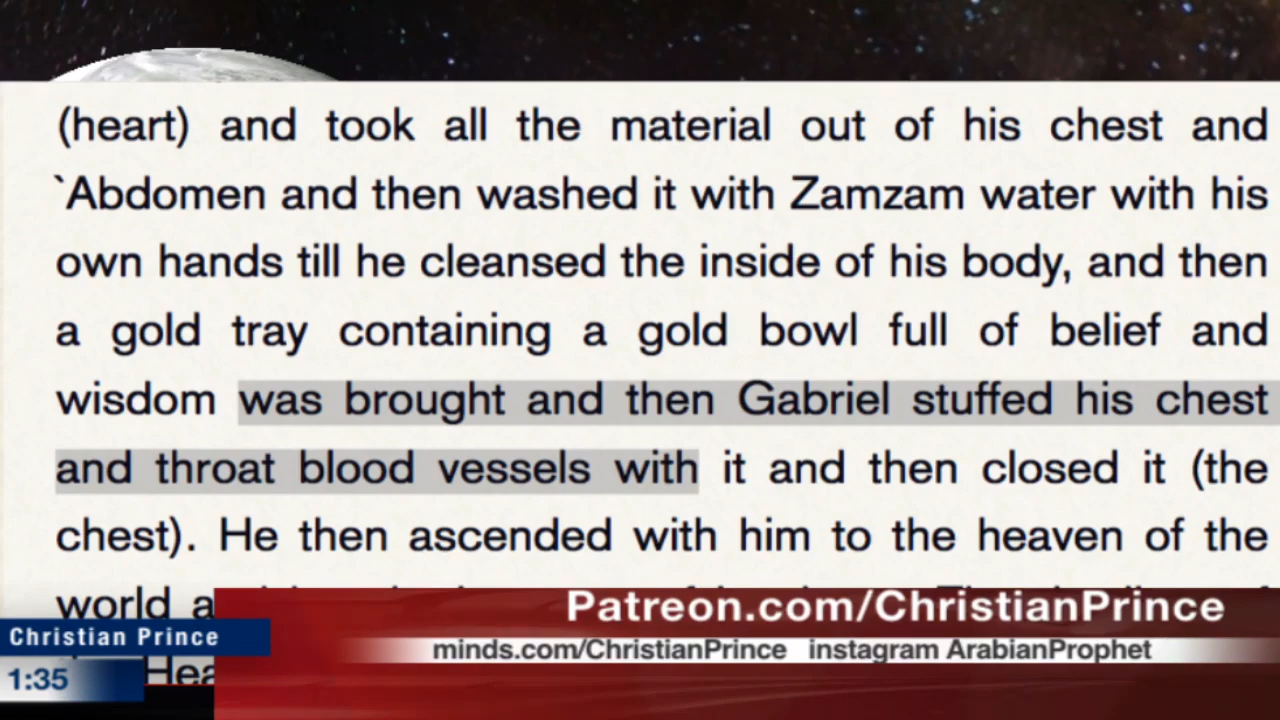 (heart) and took all the material out of his chest and
`Abdomen and then washed it with Zamzam water with his
own hands till he cleansed the inside of his body, and then
a gold tray containing a gold bowl full of belief and
wisdom was brought and then Gabriel stuffed his chest
and throat blood vessels with it and then closed it (the
chest). He then ascended with him to the heaven of the
world
Patreon.com/ChristianPrince
Christian Prince
minds.com/ChristianPrince instagram ArabianProphet
1:35